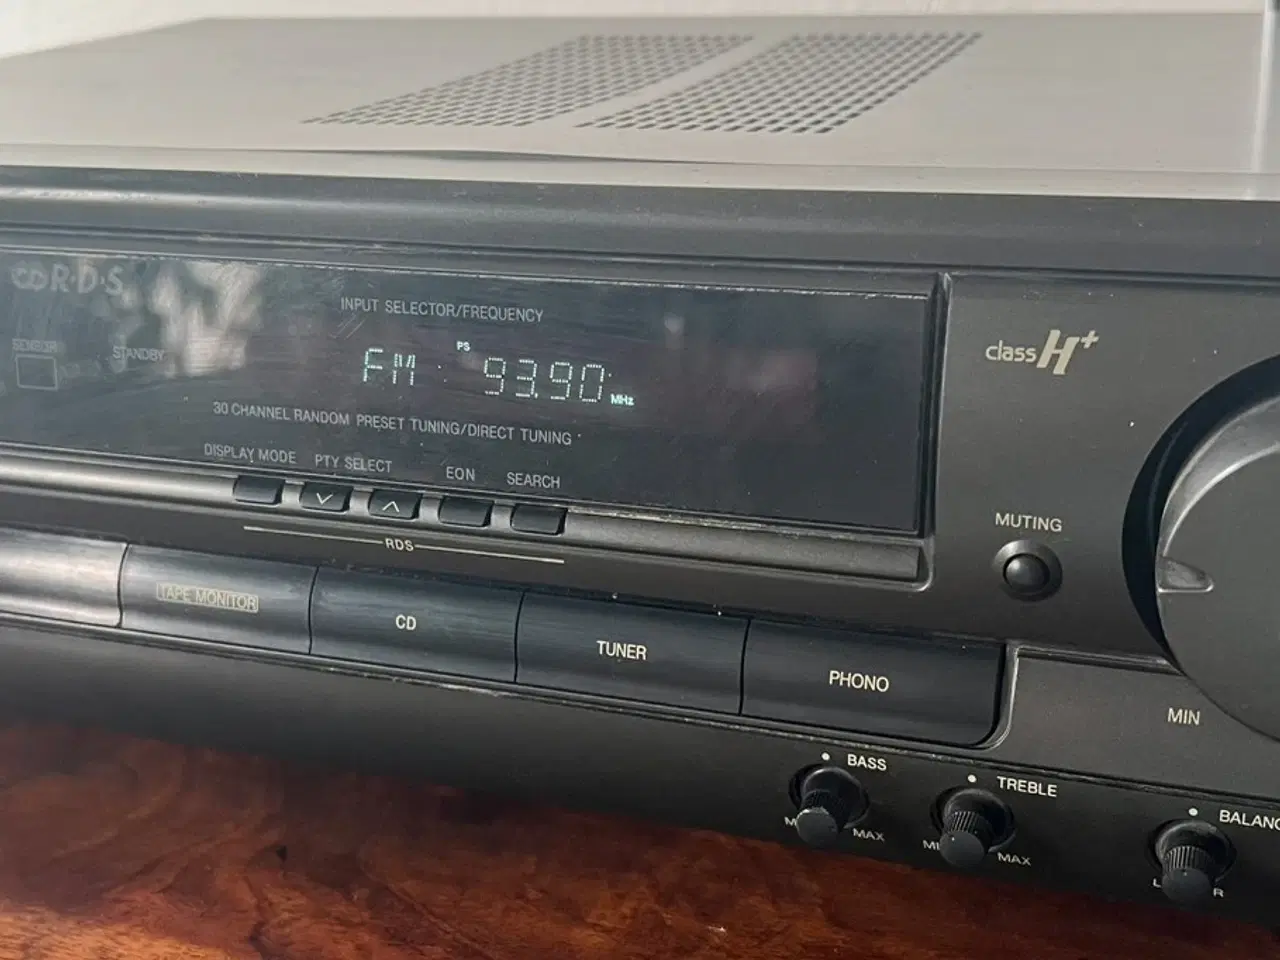 R·D·S
INPUT SELECTOR/FREQUENCY
class H+
SENSOR
STANDBY
FM PS 93.90 MHz
30 CHANNEL RANDOM PRESET TUNING/DIRECT TUNING
DISPLAY MODE PTY SELECT EON SEARCH
MUTING
RDS
TAPE MONITOR
CD
TUNER
PHONO
MIN
BASS
TREBLE
BALANC
MAX
MAX
L R